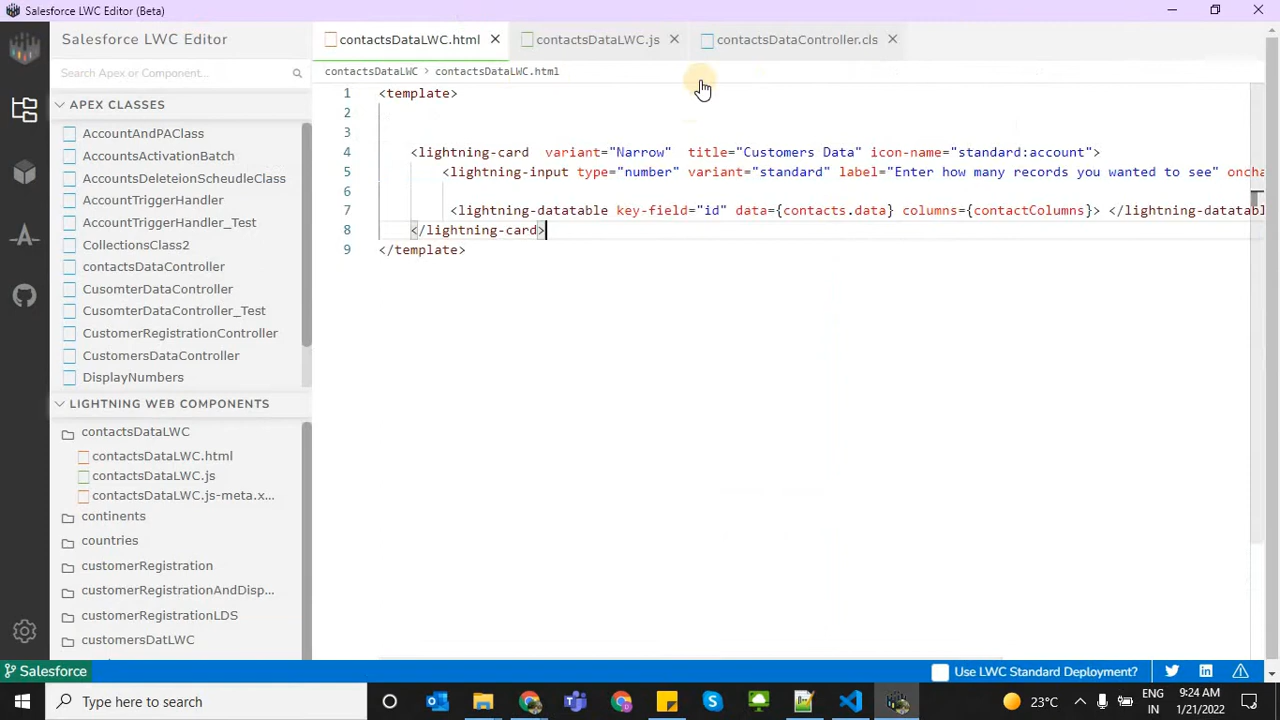 Salesforce LWC Editor (Beta)
Salesforce LWC Editor
contactsDataLWC.html
contactsDataLWC.js
contactsDataController.cls
Search Apex or Component...
contactsDataLWC > contactsDataLWC.html
APEX CLASSES
AccountAndPAClass
AccountsActivationBatch
AccountsDeleteionScheudleClass
AccountTriggerHandler
AccountTriggerHandler_Test
CollectionsClass2
contactsDataController
CusomterDataController
CusomterDataController_Test
CustomerRegistrationController
CustomersDataController
DisplayNumbers
LIGHTNING WEB COMPONENTS
contactsDataLWC
contactsDataLWC.html
contactsDataLWC.js
contactsDataLWC.js-meta.x...
continents
countries
customerRegistration
customerRegistrationAndDisp...
customerRegistrationLDS
customersDatLWC
1 <template>
2
3
4 <lightning-card variant="Narrow" title="Customers Data" icon-name="standard:account">
5 <lightning-input type="number" variant="standard" label="Enter how many records you wanted to see" oncha
6
7 <lightning-datatable key-field="id" data={contacts.data} columns={contactColumns}> </lightning-datatabl
8 </lightning-card>
9 </template>
Salesforce
Use LWC Standard Deployment?
Type here to search
23°C
ENG
IN
9:24 AM
1/21/2022